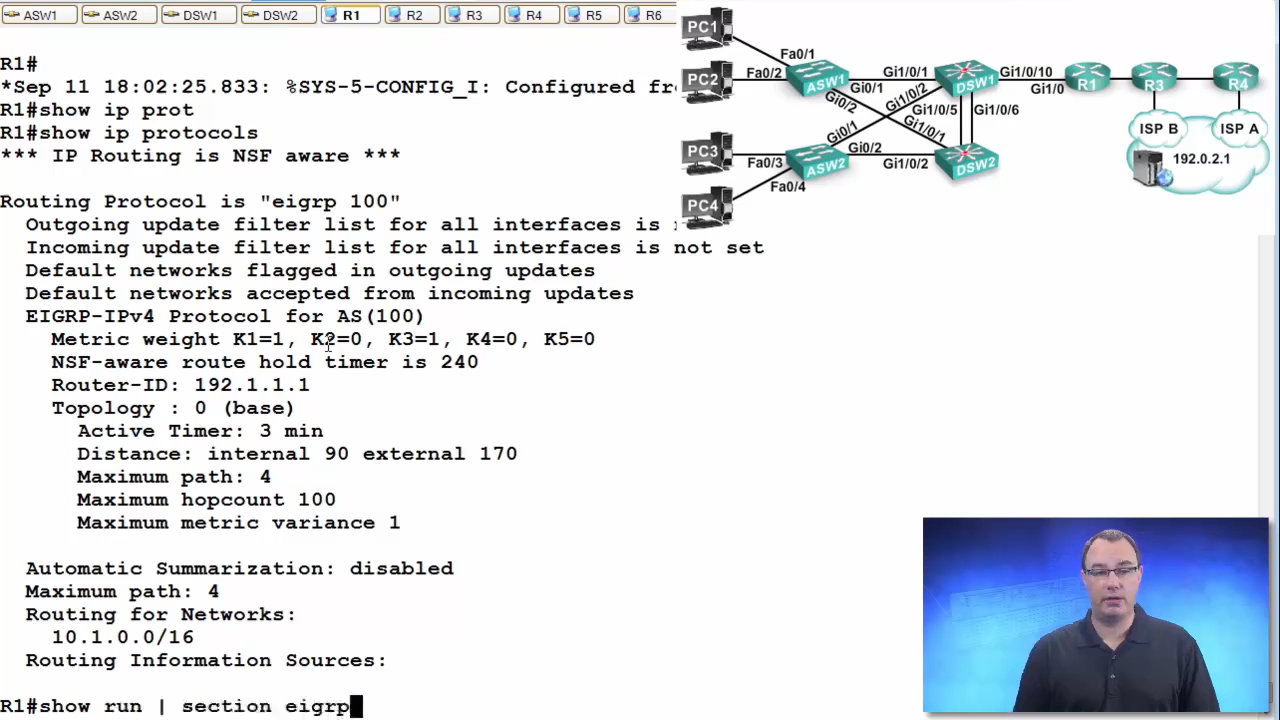 ASW1 ASW2 DSW1 DSW2 R1 R2 R3 R4 R5 R6
R1#
*Sep 11 18:02:25.833: %SYS-5-CONFIG_I: Configured fr
R1#show ip prot
R1#show ip protocols
*** IP Routing is NSF aware ***
Routing Protocol is "eigrp 100"
Outgoing update filter list for all interfaces is
Incoming update filter list for all interfaces is not set
Default networks flagged in outgoing updates
Default networks accepted from incoming updates
EIGRP-IPv4 Protocol for AS(100)
Metric weight K1=1, K2=0, K3=1, K4=0, K5=0
NSF-aware route hold timer is 240
Router-ID: 192.1.1.1
Topology : 0 (base)
Active Timer: 3 min
Distance: internal 90 external 170
Maximum path: 4
Maximum hopcount 100
Maximum metric variance 1
Automatic Summarization: disabled
Maximum path: 4
Routing for Networks:
10.1.0.0/16
Routing Information Sources:
R1#show run | section eigrp
PC1
Fa0/1
PC2
Fa0/2
ASW1
Gi1/0/1
Gi0/1
Gi0/2
Gi1/0/2
DSW1
Gi1/0/10
Gi1/0
R1
R3
R4
Gi1/0/5
Gi1/0/6
Gi0/1
Gi1/0/1
PC3
Fa0/3
ASW2
Gi0/2
Gi1/0/2
DSW2
PC4
Fa0/4
ISP B
ISP A
192.0.2.1